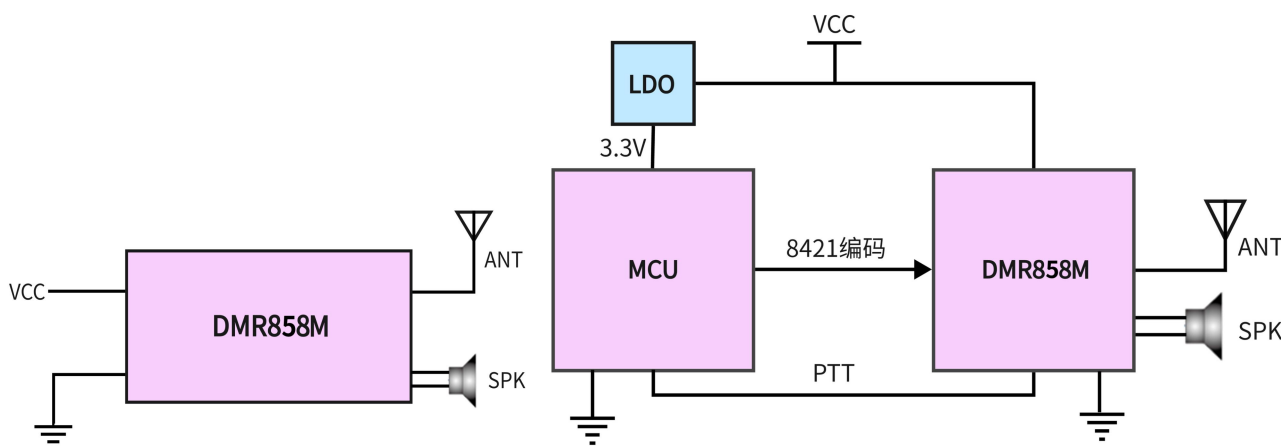 VCC
DMR858M
ANT
SPK
VCC
LDO
3.3V
MCU
8421编码
DMR858M
ANT
SPK
PTT